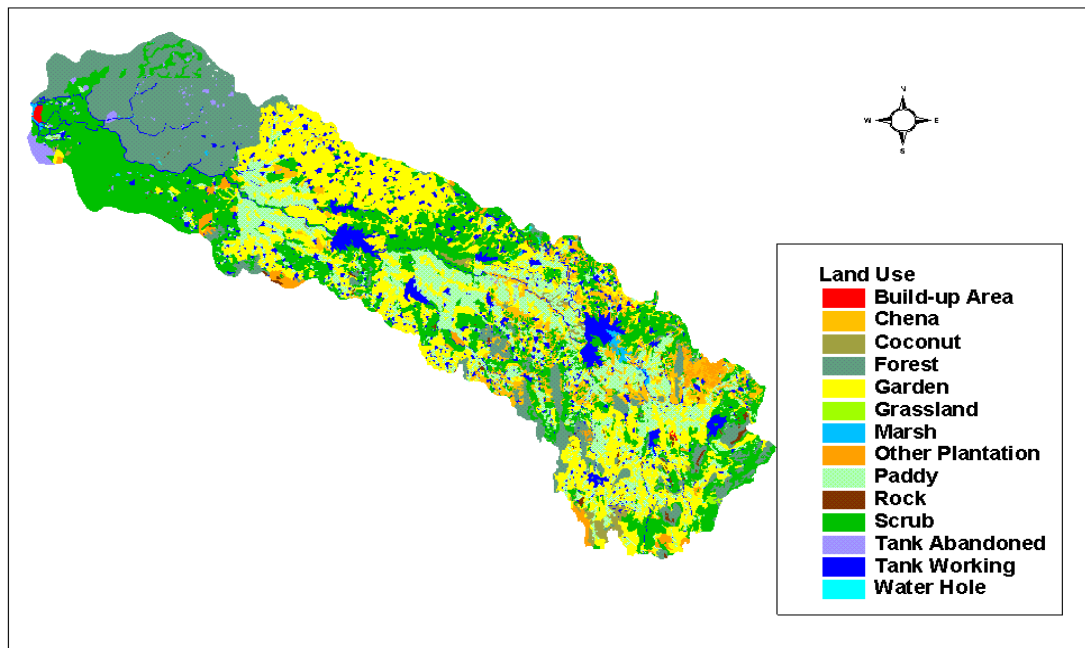 N
W E
S
Land Use
Build-up Area
Chena
Coconut
Forest
Garden
Grassland
Marsh
Other Plantation
Paddy
Rock
Scrub
Tank Abandoned
Tank Working
Water Hole